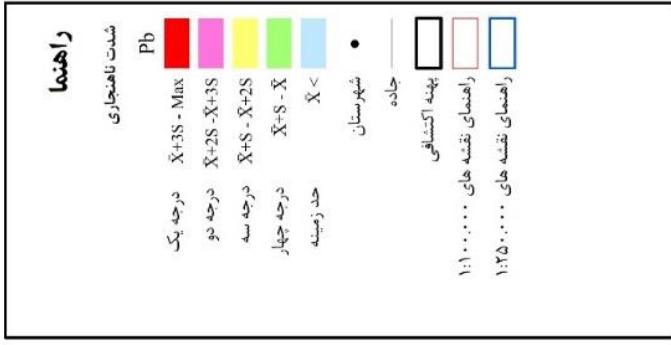 راهنما
شدت ناهنجاری
Pb
درجه یک X̄+3S - Max
درجه دو X̄+2S -X̄+3S
درجه سه X̄+S - X̄+2S
درجه چهار X̄+S - X̄
حد زمینه X̄ >
شهرستان
جاده
پهنه اکتشافی
راهنمای نقشه های ۱:۱۰۰.۰۰۰
راهنمای نقشه های ۱:۲۵۰.۰۰۰